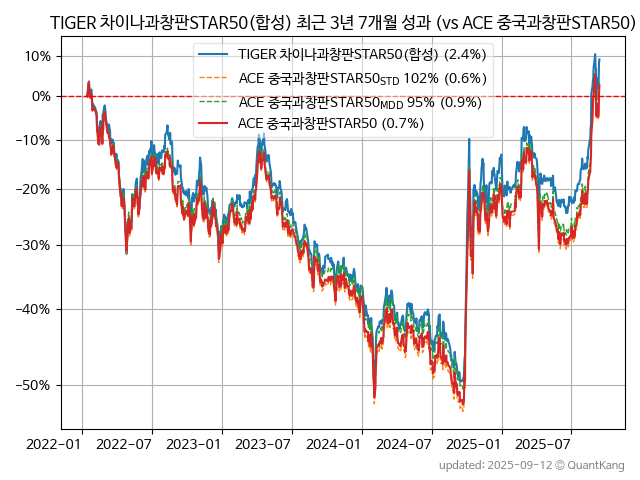 TIGER 차이나과창판STAR50(합성) 최근 3년 7개월 성과 (vs ACE 중국과창판STAR50)
TIGER 차이나과창판STAR50(합성) (2.4%)
ACE 중국과창판STAR50STD 102% (0.6%)
ACE 중국과창판STAR50MDD 95% (0.9%)
ACE 중국과창판STAR50 (0.7%)
10%
0%
−10%
−20%
−30%
−40%
−50%
2022−01 2022−07 2023−01 2023−07 2024−01 2024−07 2025−01 2025−07
updated: 2025-09-12 © QuantKang